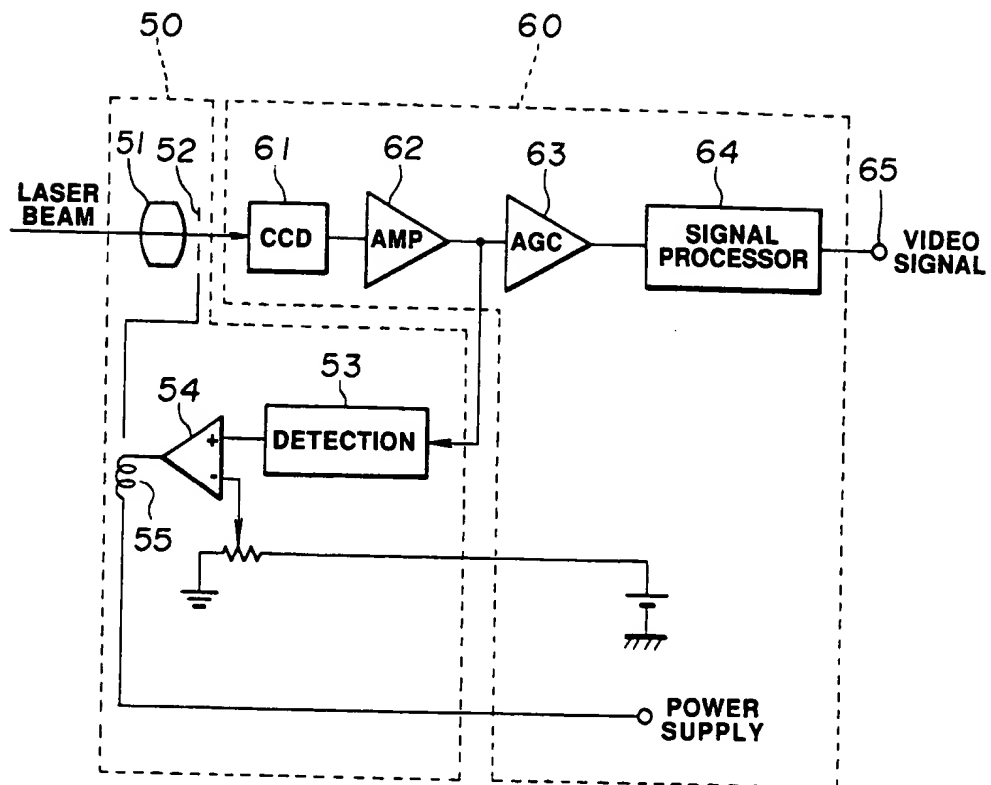 50
60
51
52
61
62
63
64
65
LASER
BEAM
CCD
AMP
AGC
SIGNAL
PROCESSOR
VIDEO
SIGNAL
53
54
DETECTION
+
-
55
POWER
SUPPLY